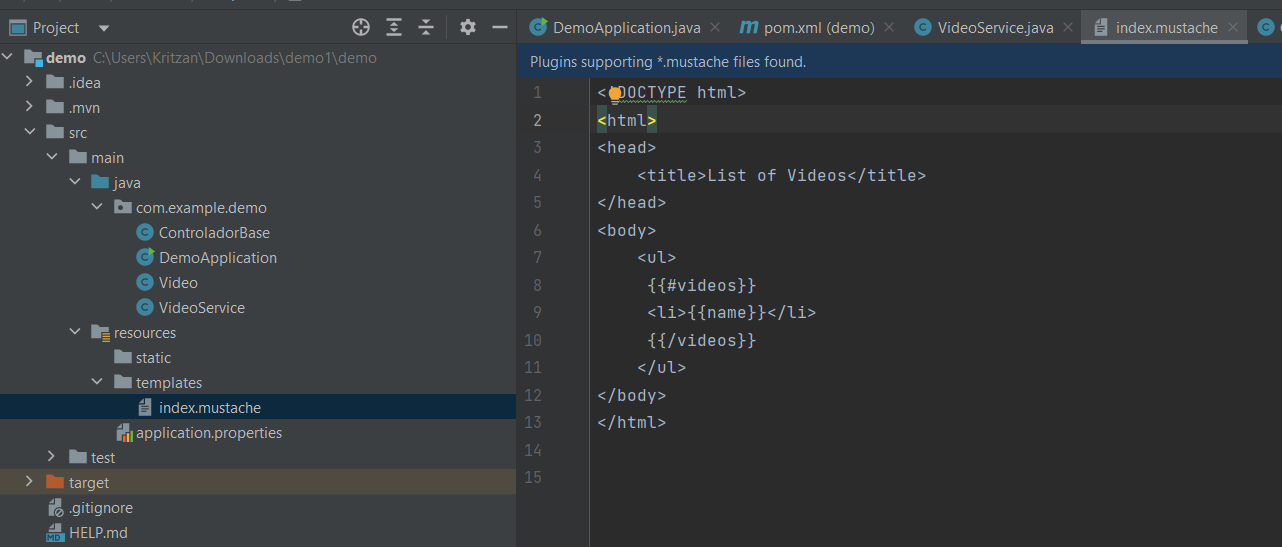 Project
DemoApplication.java
pom.xml (demo)
VideoService.java
index.mustache
demo C:\Users\Kritzan\Downloads\demo1\demo
.idea
.mvn
src
main
java
com.example.demo
ControladorBase
DemoApplication
Video
VideoService
resources
static
templates
index.mustache
application.properties
test
target
.gitignore
HELP.md
Plugins supporting *.mustache files found.
1 <!DOCTYPE html>
2 <html>
3 <head>
4 <title>List of Videos</title>
5 </head>
6 <body>
7 <ul>
8 {{#videos}}
9 <li>{{name}}</li>
10 {{/videos}}
11 </ul>
12 </body>
13 </html>
14
15